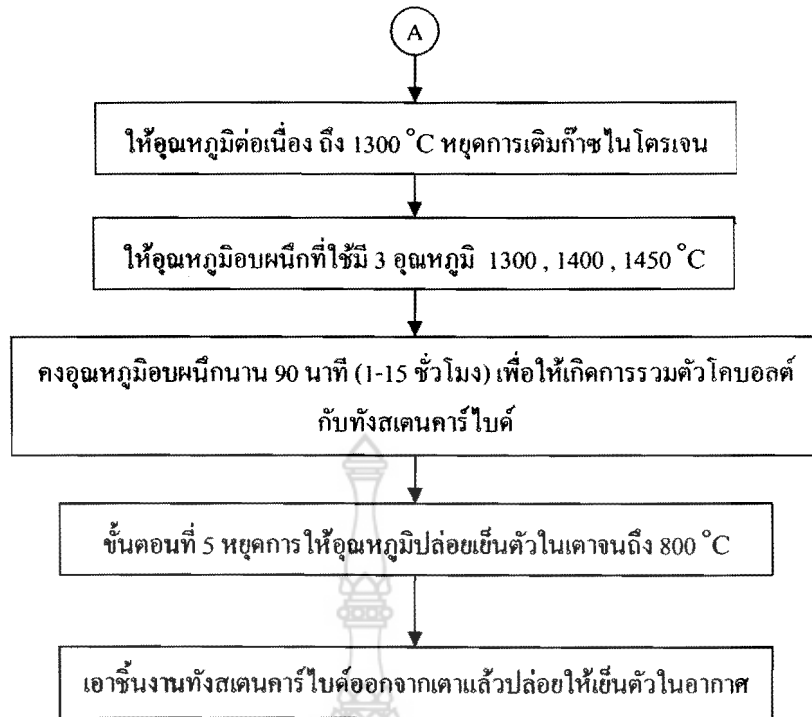 A
ให้อุณหภูมิต่อเนื่อง ถึง 1300 °C หยุดการเติมก๊าซไนโตรเจน
ให้อุณหภูมิอบผนึกที่ใช้มี 3 อุณหภูมิ 1300 , 1400 , 1450 °C
คงอุณหภูมิอบผนึกนาน 90 นาที (1-15 ชั่วโมง) เพื่อให้เกิดการรวมตัวโคบอลต์
กับทังสเตนคาร์ไบด์
ขั้นตอนที่ 5 หยุดการให้อุณหภูมิปล่อยเย็นตัวในเตาจนถึง 800 °C
เอาชิ้นงานทังสเตนคาร์ไบด์ออกจากเตาแล้วปล่อยให้เย็นตัวในอากาศ